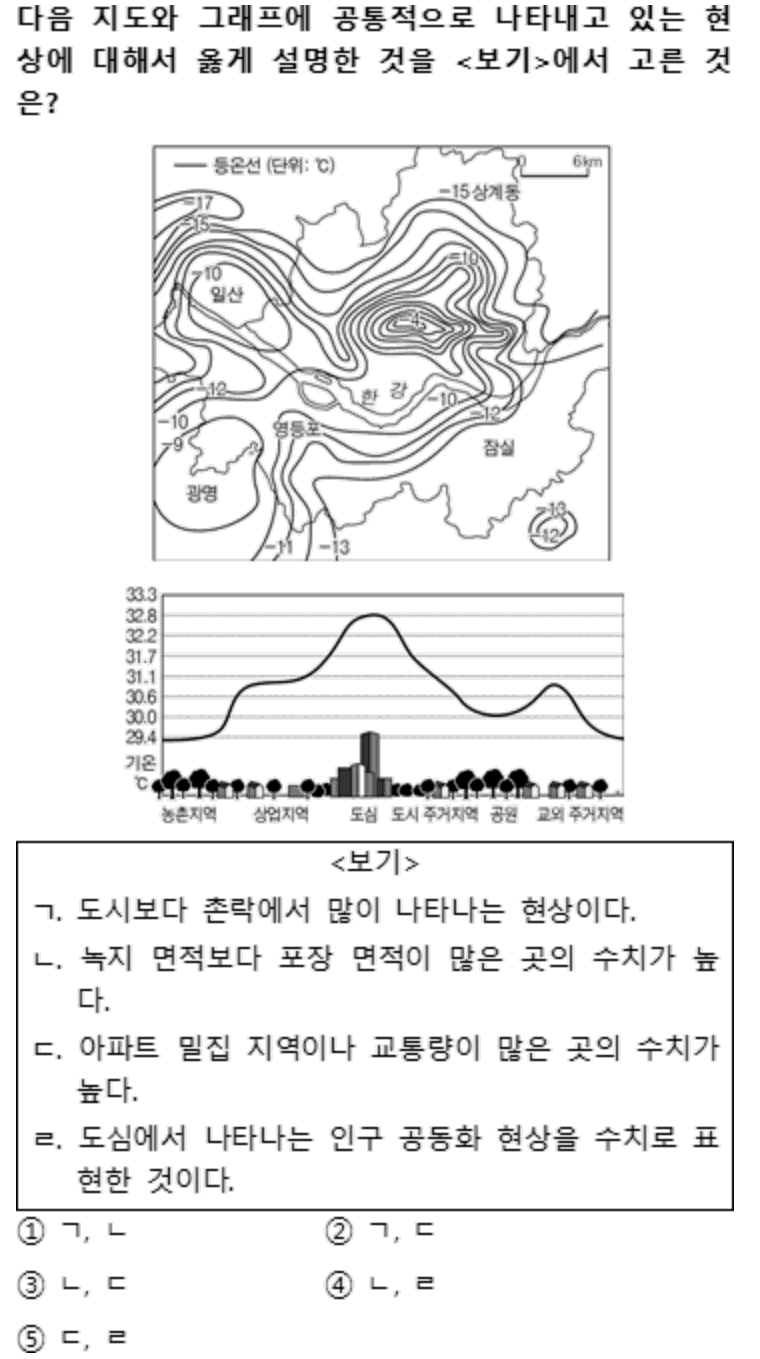 다음 지도와 그래프에 공통적으로 나타내고 있는 현
상에 대해서 옳게 설명한 것을 <보기>에서 고른 것
은?
등온선 (단위: ℃)
0 6km
-15 상계동
-17
-15
-10
-10
일산
-4
한강
-12
-10
-10
-12
영등포
-9
잠실
광명
-13
-12
-11
-13
33.3
32.8
32.2
31.7
31.1
30.6
30.0
29.4
기온
℃
농촌지역 상업지역 도심 도시 주거지역 공원 교외 주거지역
<보기>
ㄱ. 도시보다 촌락에서 많이 나타나는 현상이다.
ㄴ. 녹지 면적보다 포장 면적이 많은 곳의 수치가 높
다.
ㄷ. 아파트 밀집 지역이나 교통량이 많은 곳의 수치가
높다.
ㄹ. 도심에서 나타나는 인구 공동화 현상을 수치로 표
현한 것이다.
① ㄱ, ㄴ ② ㄱ, ㄷ
③ ㄴ, ㄷ ④ ㄴ, ㄹ
⑤ ㄷ, ㄹ